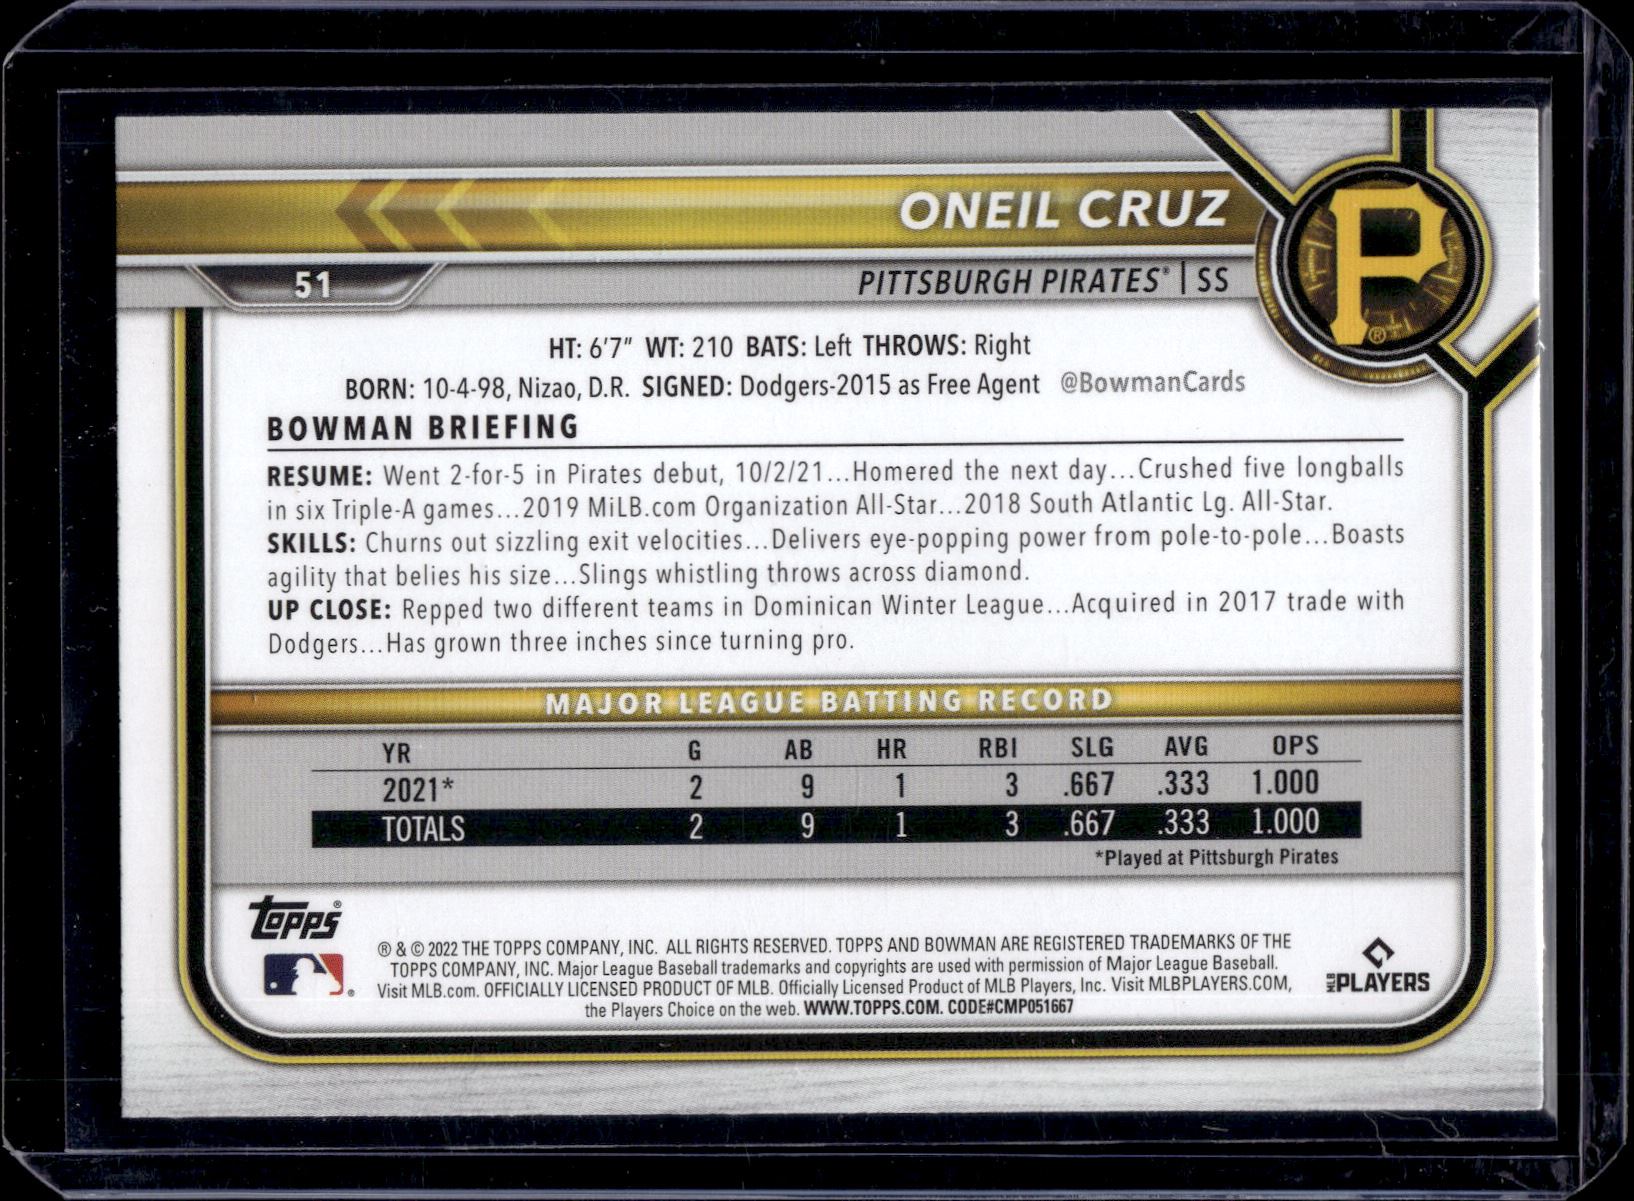 ONEIL CRUZ
51
PITTSBURGH PIRATES® | SS
P ®
HT: 6'7" WT: 210 BATS: Left THROWS: Right
BORN: 10-4-98, Nizao, D.R. SIGNED: Dodgers-2015 as Free Agent @BowmanCards
BOWMAN BRIEFING
RESUME: Went 2-for-5 in Pirates debut, 10/2/21...Homered the next day...Crushed five longballs
in six Triple-A games...2019 MiLB.com Organization All-Star...2018 South Atlantic Lg. All-Star.
SKILLS: Churns out sizzling exit velocities...Delivers eye-popping power from pole-to-pole...Boasts
agility that belies his size...Slings whistling throws across diamond.
UP CLOSE: Repped two different teams in Dominican Winter League...Acquired in 2017 trade with
Dodgers...Has grown three inches since turning pro.
MAJOR LEAGUE BATTING RECORD
YR G AB HR RBI SLG AVG OPS
2021* 2 9 1 3 .667 .333 1.000
TOTALS 2 9 1 3 .667 .333 1.000
*Played at Pittsburgh Pirates
Topps®
® & © 2022 THE TOPPS COMPANY, INC. ALL RIGHTS RESERVED. TOPPS AND BOWMAN ARE REGISTERED TRADEMARKS OF THE
TOPPS COMPANY, INC. Major League Baseball trademarks and copyrights are used with permission of Major League Baseball.
Visit MLB.com. OFFICIALLY LICENSED PRODUCT OF MLB. Officially Licensed Product of MLB Players, Inc. Visit MLBPLAYERS.COM,
the Players Choice on the web. WWW.TOPPS.COM. CODE#CMP051667
MLB PLAYERS